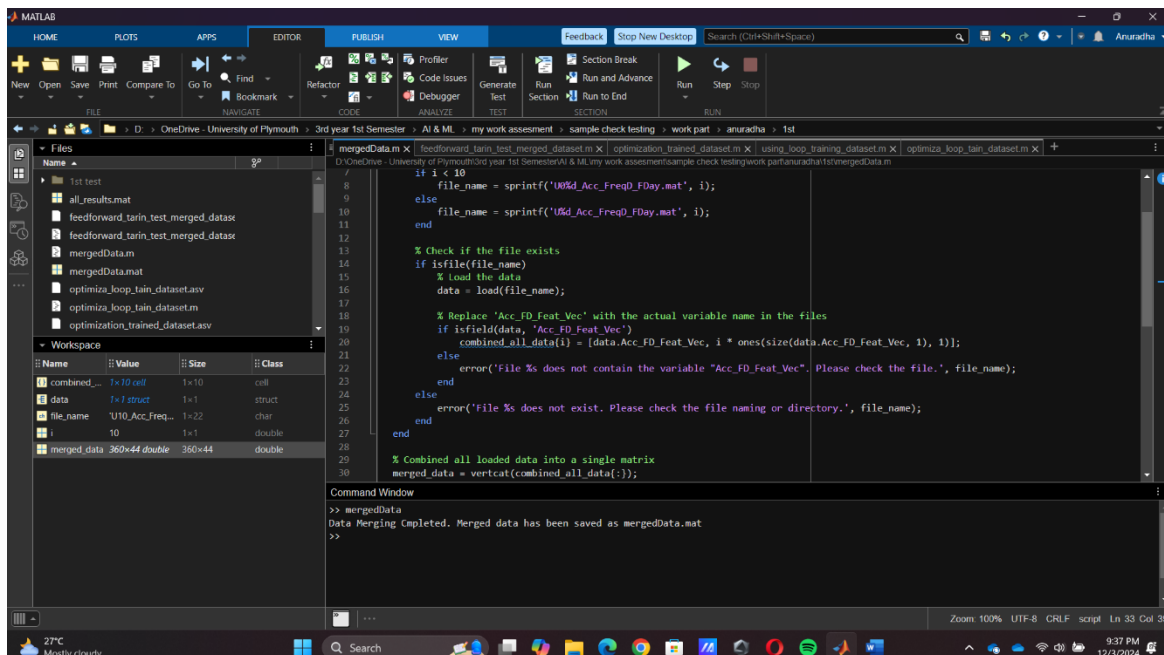 MATLAB
HOME PLOTS APPS EDITOR PUBLISH VIEW Feedback Stop New Desktop Search (Ctrl+Shift+Space) Anuradha
New Open Save Print Compare To Go To Find Bookmark Refactor Profiler Code Issues Debugger Generate Test Run Section Section Break Run and Advance Run to End Run Step Stop
FILE NAVIGATE CODE ANALYZE TEST SECTION RUN
D: › OneDrive - University of Plymouth › 3rd year 1st Semester › AI & ML › my work assesment › sample check testing › work part › anuradha › 1st
Files
Name
1st test
all_results.mat
feedforward_tarin_test_merged_datase
feedforward_tarin_test_merged_datase
mergedData.m
mergedData.mat
optimiza_loop_tain_dataset.asv
optimiza_loop_tain_dataset.m
optimization_trained_dataset.asv
Workspace
Name Value Size Class
combined_... 1×10 cell 1×10 cell
data 1×1 struct 1×1 struct
file_name 'U10_Acc_Freq... 1×22 char
i 10 1×1 double
merged_data 360×44 double 360×44 double
mergedData.m feedforward_tarin_test_merged_dataset.m optimization_trained_dataset.m using_loop_training_dataset.m optimiza_loop_tain_dataset.m
D:\OneDrive - University of Plymouth\3rd year 1st Semester\AI & ML\my work assesment\sample check testing\work part\anuradha\1st\mergedData.m
7 if i < 10
8 file_name = sprintf('U0%d_Acc_FreqD_FDay.mat', i);
9 else
10 file_name = sprintf('U%d_Acc_FreqD_FDay.mat', i);
11 end
12
13 % Check if the file exists
14 if isfile(file_name)
15 % Load the data
16 data = load(file_name);
17
18 % Replace 'Acc_FD_Feat_Vec' with the actual variable name in the files
19 if isfield(data, 'Acc_FD_Feat_Vec')
20 combined_all_data{i} = [data.Acc_FD_Feat_Vec, i * ones(size(data.Acc_FD_Feat_Vec, 1), 1)];
21 else
22 error('File %s does not contain the variable "Acc_FD_Feat_Vec". Please check the file.', file_name);
23 end
24 else
25 error('File %s does not exist. Please check the file naming or directory.', file_name);
26 end
27 end
28
29 % Combined all loaded data into a single matrix
30 merged_data = vertcat(combined_all_data{:});
Command Window
>> mergedData
Data Merging Cmpleted. Merged data has been saved as mergedData.mat
>>
Zoom: 100% UTF-8 CRLF script Ln 33 Col
27°C
Mostly cloudy
Search
9:37 PM
12/3/2024